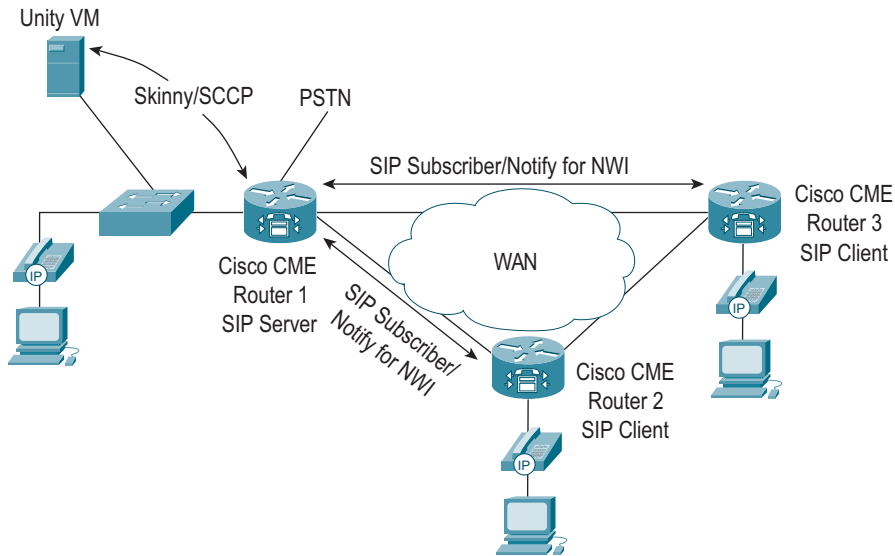 Unity VM
Skinny/SCCP
PSTN
SIP Subscriber/Notify for NWI
Cisco CME
Router 3
SIP Client
IP
WAN
IP
Cisco CME
Router 1
SIP Server
SIP Subscriber/
Notify for NWI
Cisco CME
Router 2
SIP Client
IP